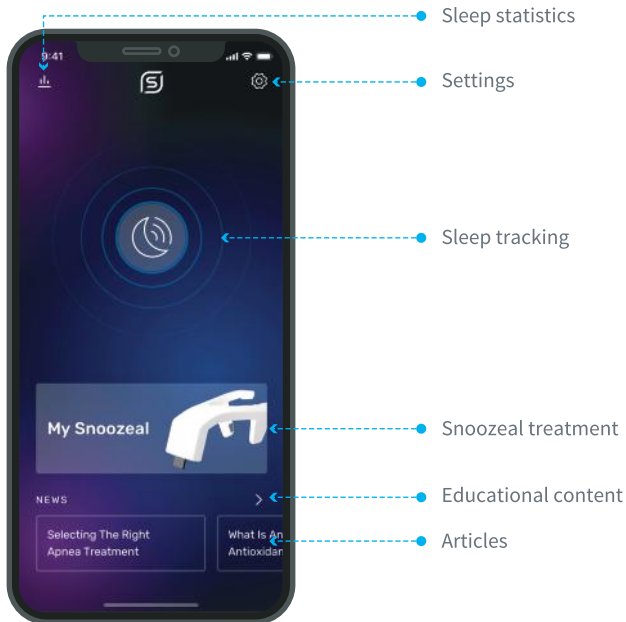 Sleep statistics
9:41
Settings
Sleep tracking
My Snoozeal
Snoozeal treatment
NEWS
Educational content
Selecting The Right
Apnea Treatment
What Is An
Articles